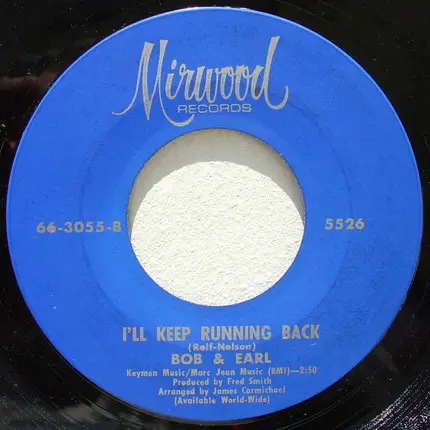 Mirwood
RECORDS
66-3055-B 5526
I'LL KEEP RUNNING BACK
(Relf-Nelson)
BOB & EARL
Keymen Music/Marc Jean Music (BMI)—2:50
Produced by Fred Smith
Arranged by James Carmichael
(Available World-Wide)